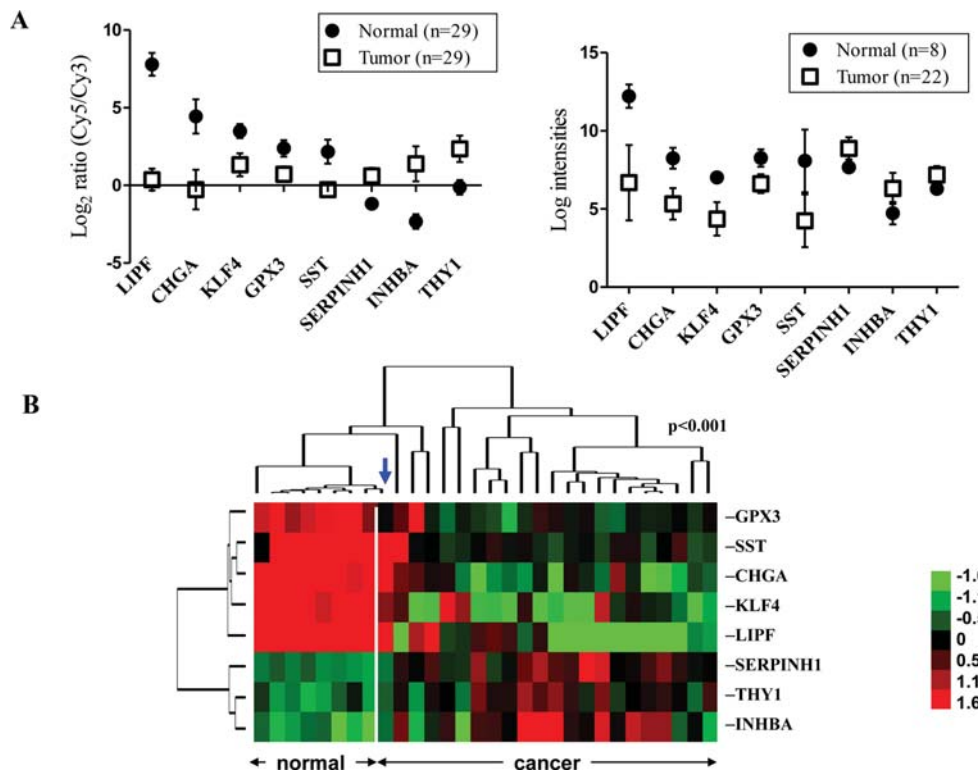 A
Log2 ratio (Cy5/Cy3)
10
5
0
-5
Normal (n=29)
Tumor (n=29)
LIPF
CHGA
KLF4
GPX3
SST
SERPINH1
INHBA
THY1
Log intensities
15
10
5
0
Normal (n=8)
Tumor (n=22)
LIPF
CHGA
KLF4
GPX3
SST
SERPINH1
INHBA
THY1
B
p<0.001
–GPX3
–SST
–CHGA
–KLF4
–LIPF
–SERPINH1
–THY1
–INHBA
0
0.5
1.1
1.6
normal
cancer